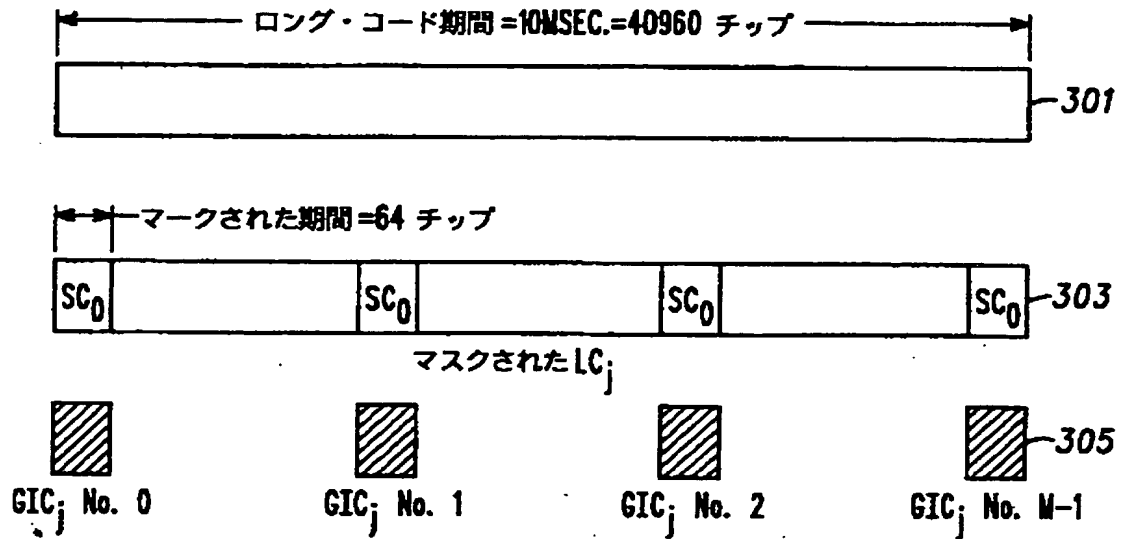 ロング・コード期間=10MSEC.=40960 チップ
301
マークされた期間=64 チップ
SC0 SC0 SC0 SC0
303
マスクされたLCj
305
GICj No. 0 GICj No. 1 GICj No. 2 GICj No. M-1